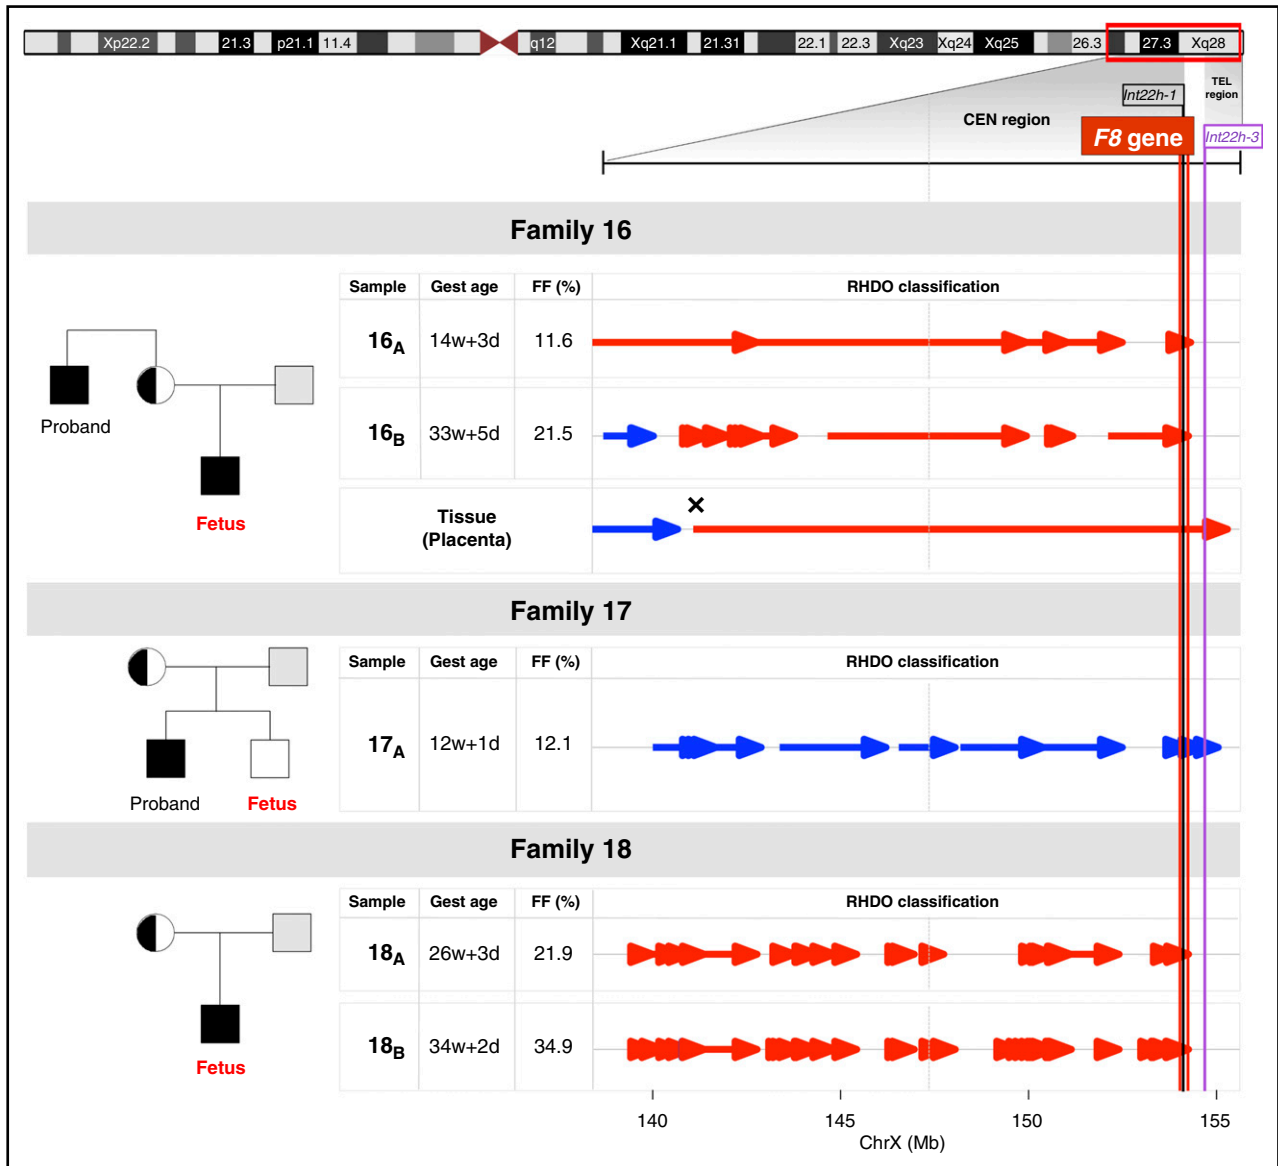 Xp22.2 21.3 p21.1 11.4 q12 Xq21.1 21.31 22.1 22.3 Xq23 Xq24 Xq25 26.3 27.3 Xq28
TEL
region
Int22h-1
CEN region
F8 gene
Int22h-3
Family 16
Sample Gest age FF (%) RHDO classification
16A 14w+3d 11.6
Proband
16B 33w+5d 21.5
Fetus
Tissue
(Placenta)
×
Family 17
Sample Gest age FF (%) RHDO classification
17A 12w+1d 12.1
Proband Fetus
Family 18
Sample Gest age FF (%) RHDO classification
18A 26w+3d 21.9
18B 34w+2d 34.9
Fetus
140 145 150 155
ChrX (Mb)